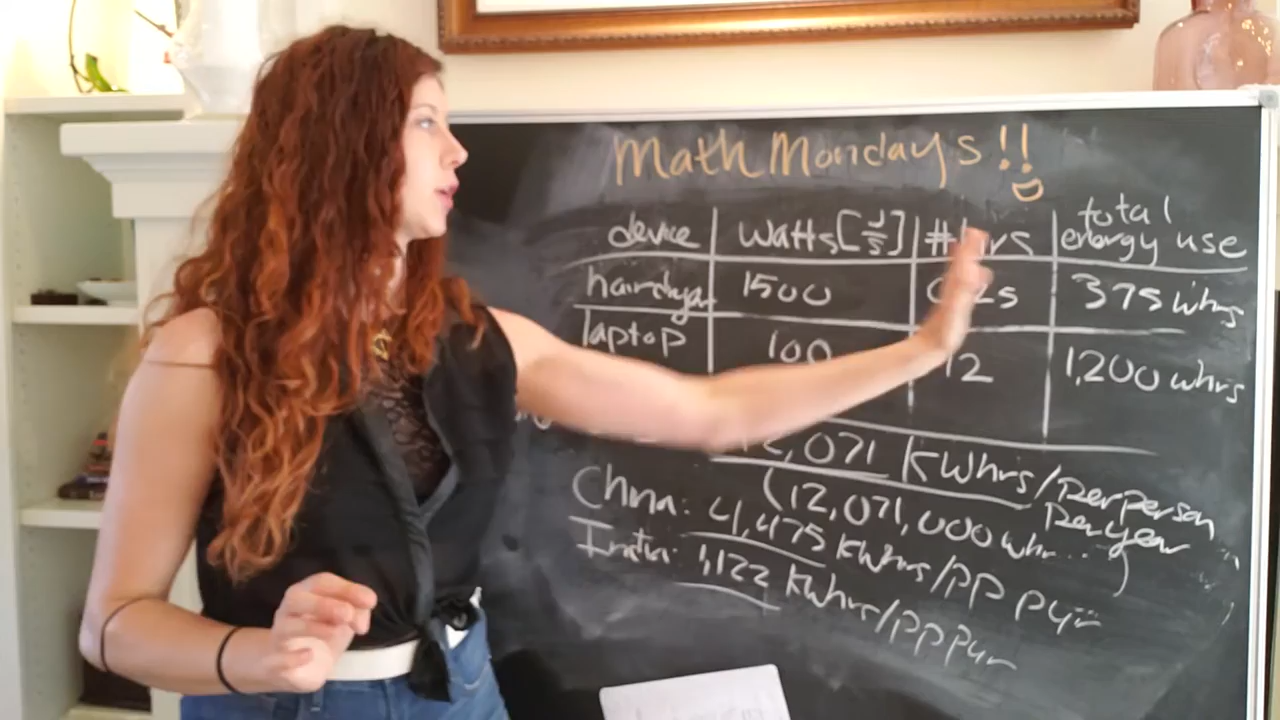 Math Mondays!!
device Watts[J/s] # hrs total energy use
hairdryer 1500 0.25 375 whrs
laptop 100 12 1,200 whrs
12,071 KWhrs/per person
per year
(12,071,000 whr...)
China: 4,475 KWhrs/pp pyr
India: 1,122 KWhrs/pp pyr